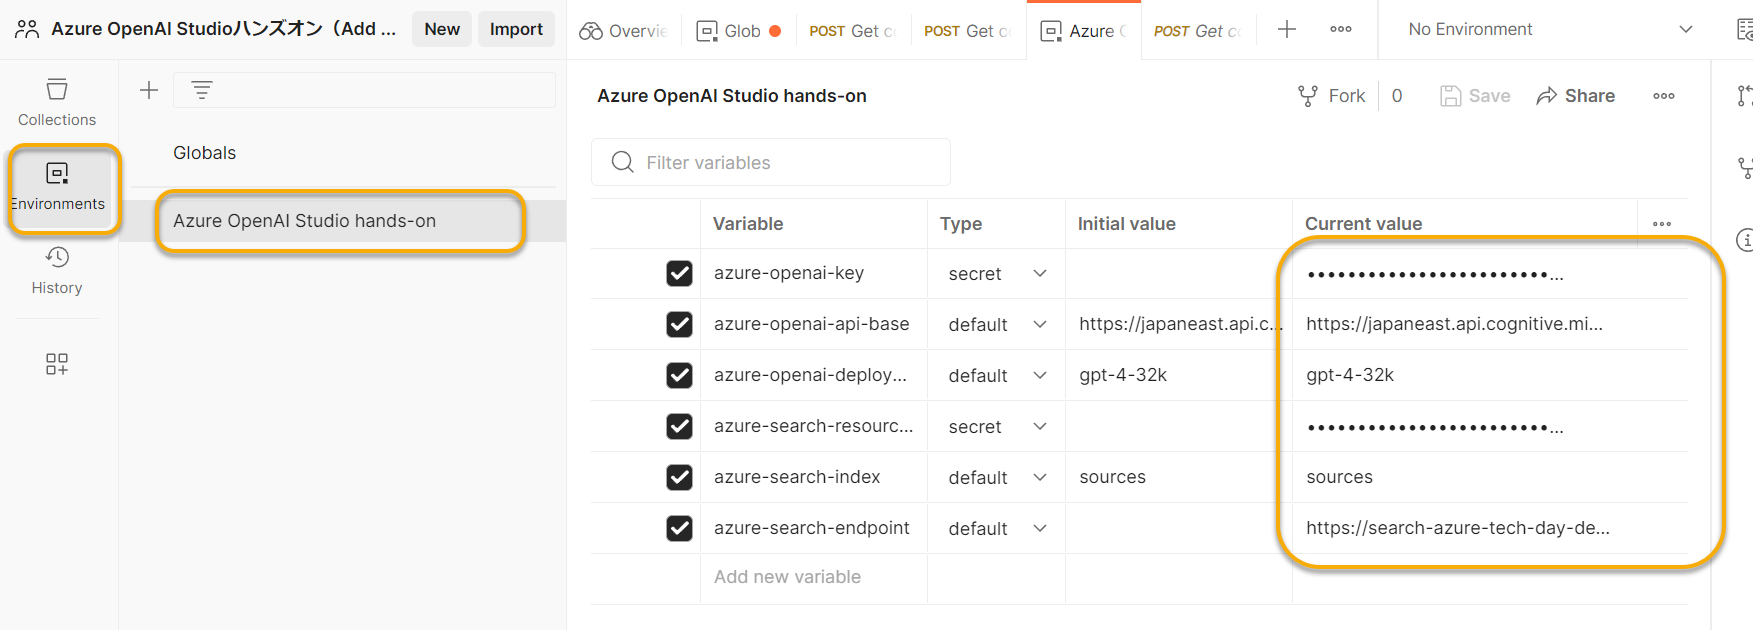 Azure OpenAI Studioハンズオン（Add ...
New
Import
Overvie
Glob
POST Get c
POST Get c
Azure
POST Get c
No Environment
Collections
Environments
History
Globals
Azure OpenAI Studio hands-on
Azure OpenAI Studio hands-on
Fork
0
Save
Share
Filter variables
Variable
Type
Initial value
Current value
azure-openai-key
secret
••••••••••••••••••••••••...
azure-openai-api-base
default
https://japaneast.api.c...
https://japaneast.api.cognitive.mi...
azure-openai-deploy...
default
gpt-4-32k
gpt-4-32k
azure-search-resourc...
secret
••••••••••••••••••••••••...
azure-search-index
default
sources
sources
azure-search-endpoint
default
https://search-azure-tech-day-de...
Add new variable